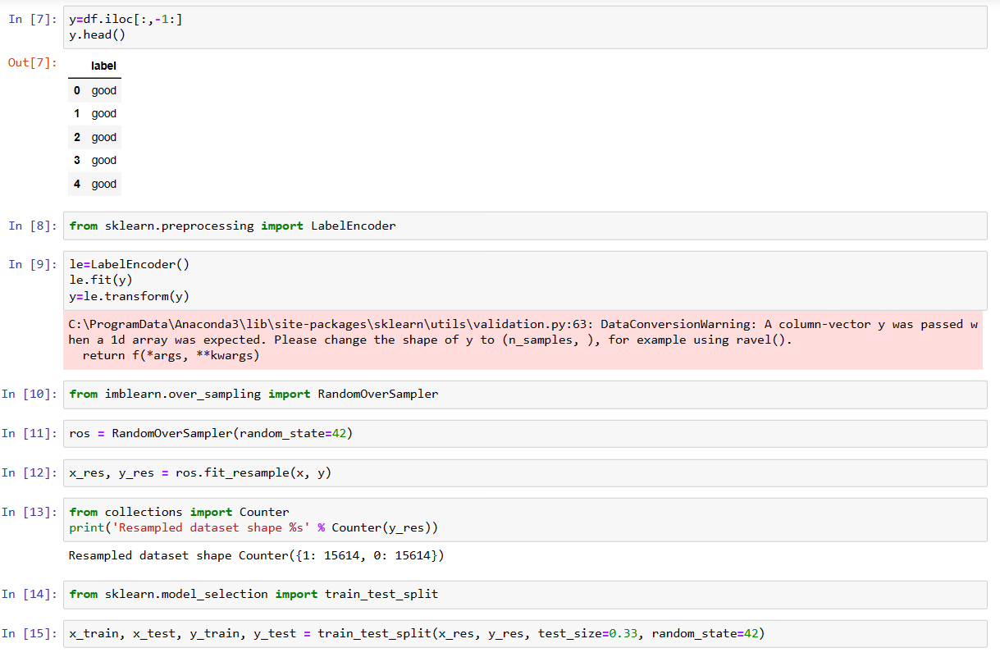 In [7]: y=df.iloc[:,-1:]
y.head()
Out[7]:
label
0 good
1 good
2 good
3 good
4 good
In [8]: from sklearn.preprocessing import LabelEncoder
In [9]: le=LabelEncoder()
le.fit(y)
y=le.transform(y)
C:\ProgramData\Anaconda3\lib\site-packages\sklearn\utils\validation.py:63: DataConversionWarning: A column-vector y was passed w
hen a 1d array was expected. Please change the shape of y to (n_samples, ), for example using ravel().
  return f(*args, **kwargs)
In [10]: from imblearn.over_sampling import RandomOverSampler
In [11]: ros = RandomOverSampler(random_state=42)
In [12]: x_res, y_res = ros.fit_resample(x, y)
In [13]: from collections import Counter
print('Resampled dataset shape %s' % Counter(y_res))
Resampled dataset shape Counter({1: 15614, 0: 15614})
In [14]: from sklearn.model_selection import train_test_split
In [15]: x_train, x_test, y_train, y_test = train_test_split(x_res, y_res, test_size=0.33, random_state=42)